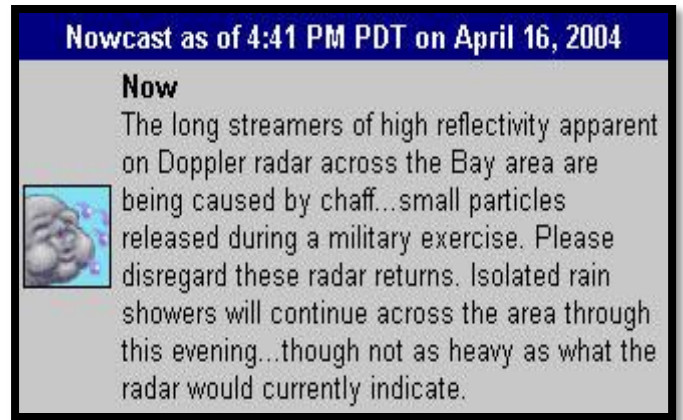 Nowcast as of 4:41 PM PDT on April 16, 2004
Now
The long streamers of high reflectivity apparent
on Doppler radar across the Bay area are
being caused by chaff...small particles
released during a military exercise. Please
disregard these radar returns. Isolated rain
showers will continue across the area through
this evening...though not as heavy as what the
radar would currently indicate.